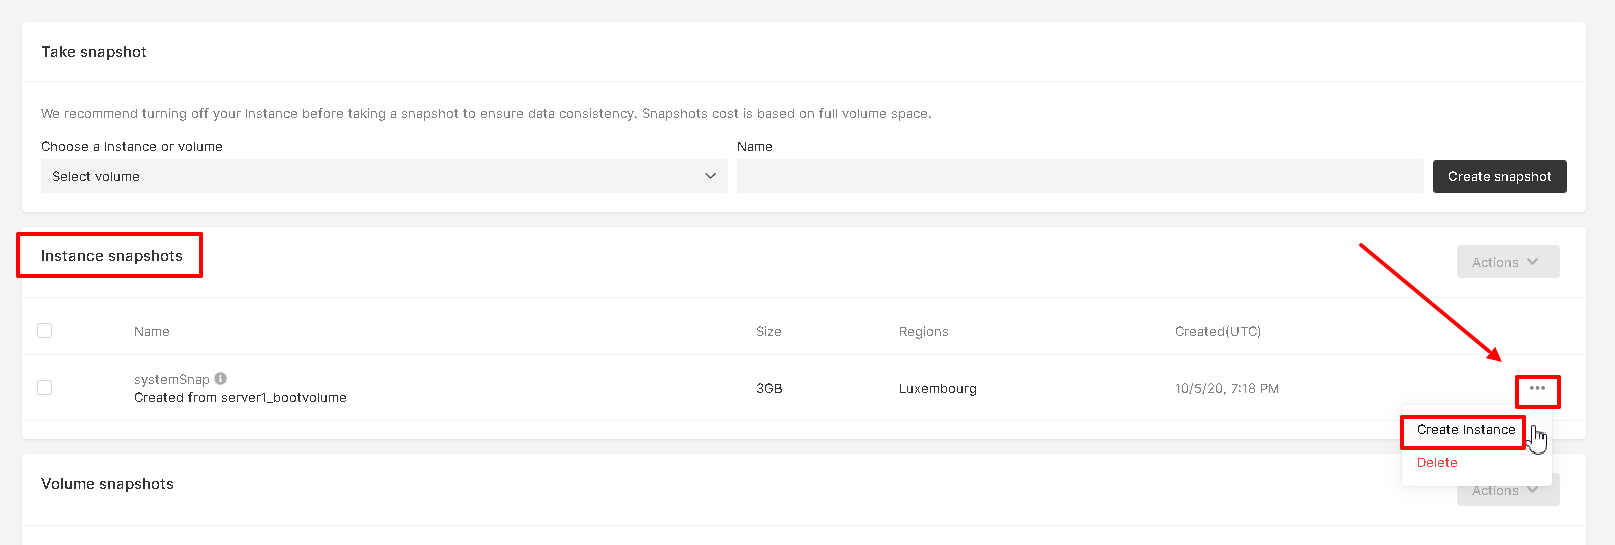 Take snapshot
We recommend turning off your Instance before taking a snapshot to ensure data consistency. Snapshots cost is based on full volume space.
Choose a Instance or volume
Name
Select volume
Create snapshot
Instance snapshots
Actions
Name
Size
Regions
Created(UTC)
systemSnap
Created from server1_bootvolume
3GB
Luxembourg
10/5/20, 7:18 PM
Create Instance
Delete
Volume snapshots
Actions